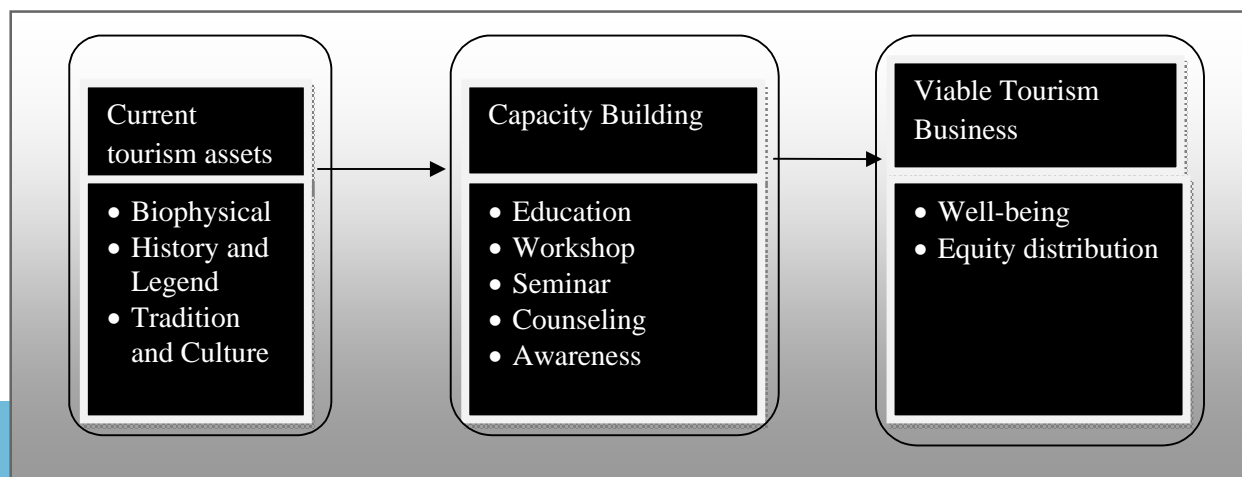 Current
tourism assets
• Biophysical
• History and
Legend
• Tradition
and Culture
Capacity Building
• Education
• Workshop
• Seminar
• Counseling
• Awareness
Viable Tourism
Business
• Well-being
• Equity distribution